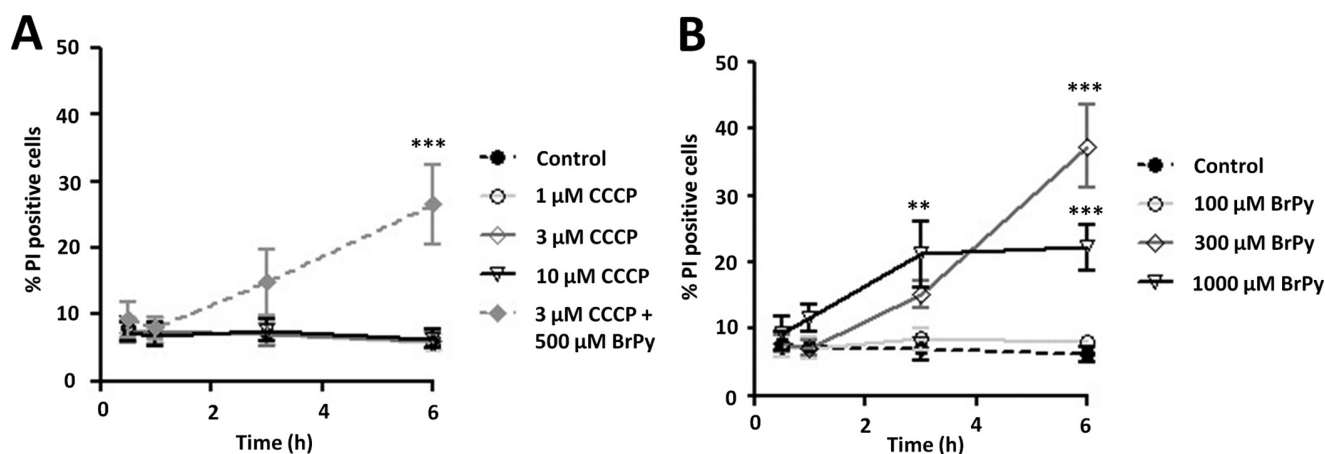 A
50
40
30
20
10
0
% PI positive cells
0 2 4 6
Time (h)
***
Control
1 µM CCCP
3 µM CCCP
10 µM CCCP
3 µM CCCP +
500 µM BrPy
B
50
40
30
20
10
0
% PI positive cells
0 2 4 6
Time (h)
**
***
***
Control
100 µM BrPy
300 µM BrPy
1000 µM BrPy